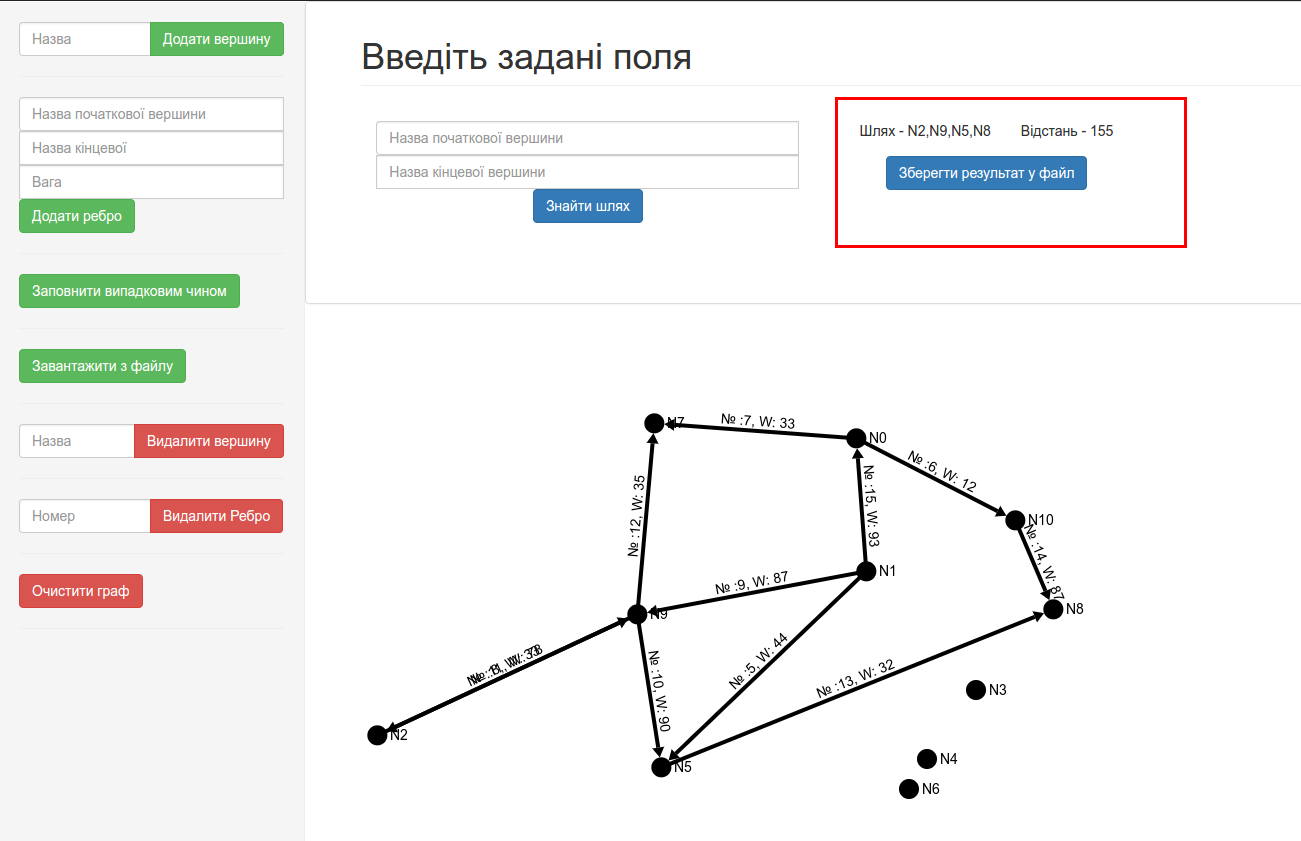 Назва Додати вершину
Назва початкової вершини
Назва кінцевої
Вага
Додати ребро
Заповнити випадковим чином
Завантажити з файлу
Назва Видалити вершину
Номер Видалити Ребро
Очистити граф
Введіть задані поля
Назва початкової вершини
Назва кінцевої вершини
Знайти шлях
Шлях - N2,N9,N5,N8 Відстань - 155
Зберегти результат у файл
N7
№ :7, W: 33
N0
№ :6, W: 12
№ :12, W: 35
№ :15, W: 93
N10
№ :14, W: 87
№ :9, W: 87
N1
N9
N8
№ :5, W: 44
№ :10, W: 90
№ :13, W: 32
N3
N2
N5
N4
N6